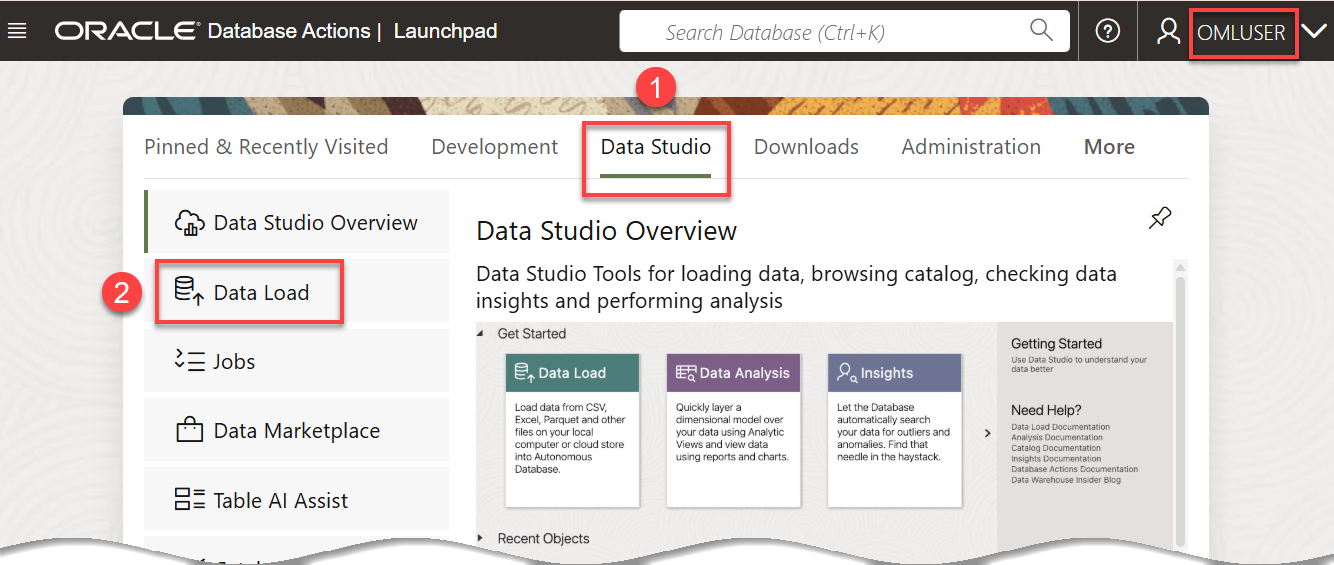 ORACLE® Database Actions | Launchpad
Search Database (Ctrl+K)
OMLUSER
1
Pinned & Recently Visited
Development
Data Studio
Downloads
Administration
More
Data Studio Overview
2
Data Load
Jobs
Data Marketplace
Table AI Assist
Data Studio Overview
Data Studio Tools for loading data, browsing catalog, checking data
insights and performing analysis
Get Started
Data Load
Load data from CSV,
Excel, Parquet and other
files on your local
computer or cloud store
into Autonomous
Database.
Data Analysis
Quickly layer a
dimensional model over
your data using Analytic
Views and view data
using reports and charts.
Insights
Let the Database
automatically search
your data for outliers and
anomalies. Find that
needle in the haystack.
Getting Started
Use Data Studio to understand your
data better
Need Help?
Data Load Documentation
Analysis Documentation
Catalog Documentation
Insights Documentation
Database Actions Documentation
Data Warehouse Insider Blog
Recent Objects